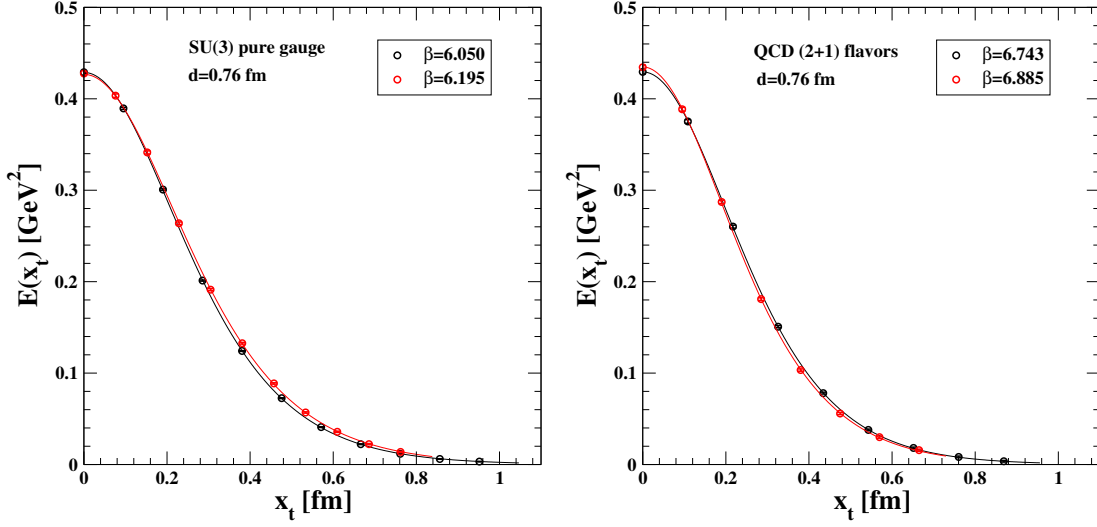 SU(3) pure gauge
d=0.76 fm
β=6.050
β=6.195
E(x_t) [GeV^2]
0.5
0.4
0.3
0.2
0.1
0
0 0.2 0.4 0.6 0.8 1
x_t [fm]
QCD (2+1) flavors
d=0.76 fm
β=6.743
β=6.885
E(x_t) [GeV^2]
0.5
0.4
0.3
0.2
0.1
0
0 0.2 0.4 0.6 0.8 1
x_t [fm]